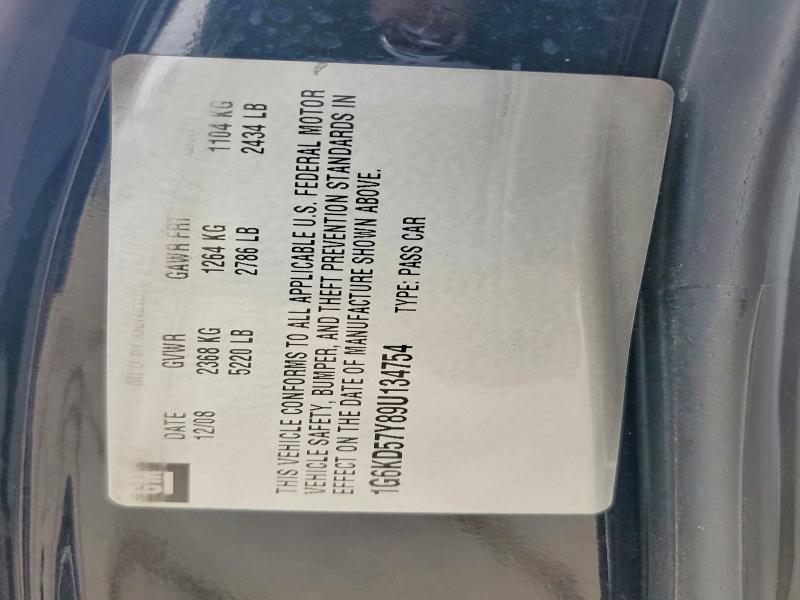 GM
DATE GVWR GAWR FRT
12/08 2368 KG 1264 KG 1104 KG
5220 LB 2786 LB 2434 LB
THIS VEHICLE CONFORMS TO ALL APPLICABLE U.S. FEDERAL MOTOR
VEHICLE SAFETY, BUMPER, AND THEFT PREVENTION STANDARDS IN
EFFECT ON THE DATE OF MANUFACTURE SHOWN ABOVE.
1G6KD57Y89U134754 TYPE: PASS CAR